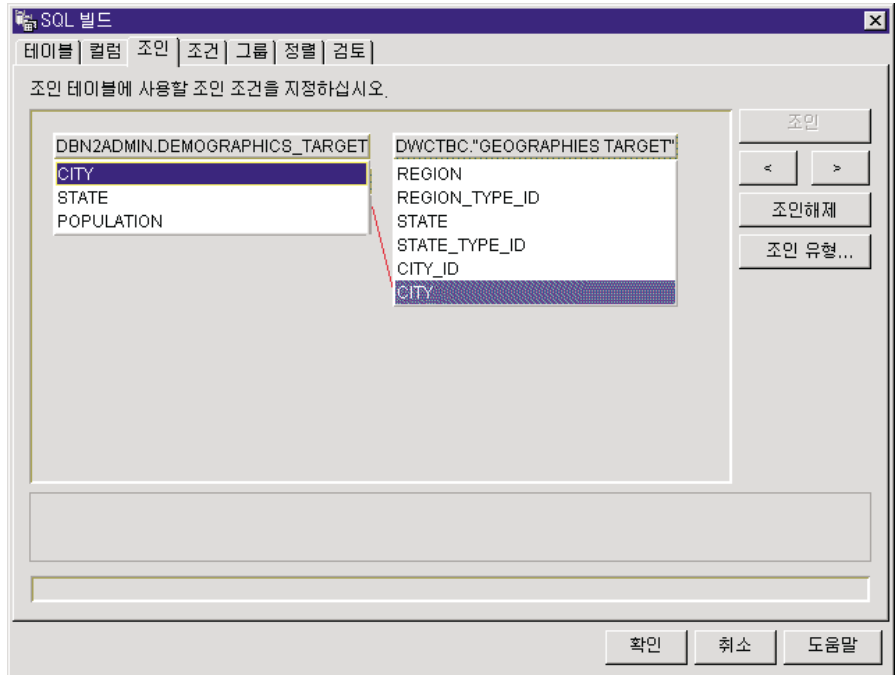 SQL 빌드
테이블 컬럼 조인 조건 그룹 정렬 검토
조인 테이블에 사용할 조인 조건을 지정하십시오.
DBN2ADMIN.DEMOGRAPHICS_TARGET
CITY
STATE
POPULATION
DWCTBC."GEOGRAPHIES TARGET"
REGION
REGION_TYPE_ID
STATE
STATE_TYPE_ID
CITY_ID
CITY
조인
< >
조인해제
조인 유형...
확인 취소 도움말